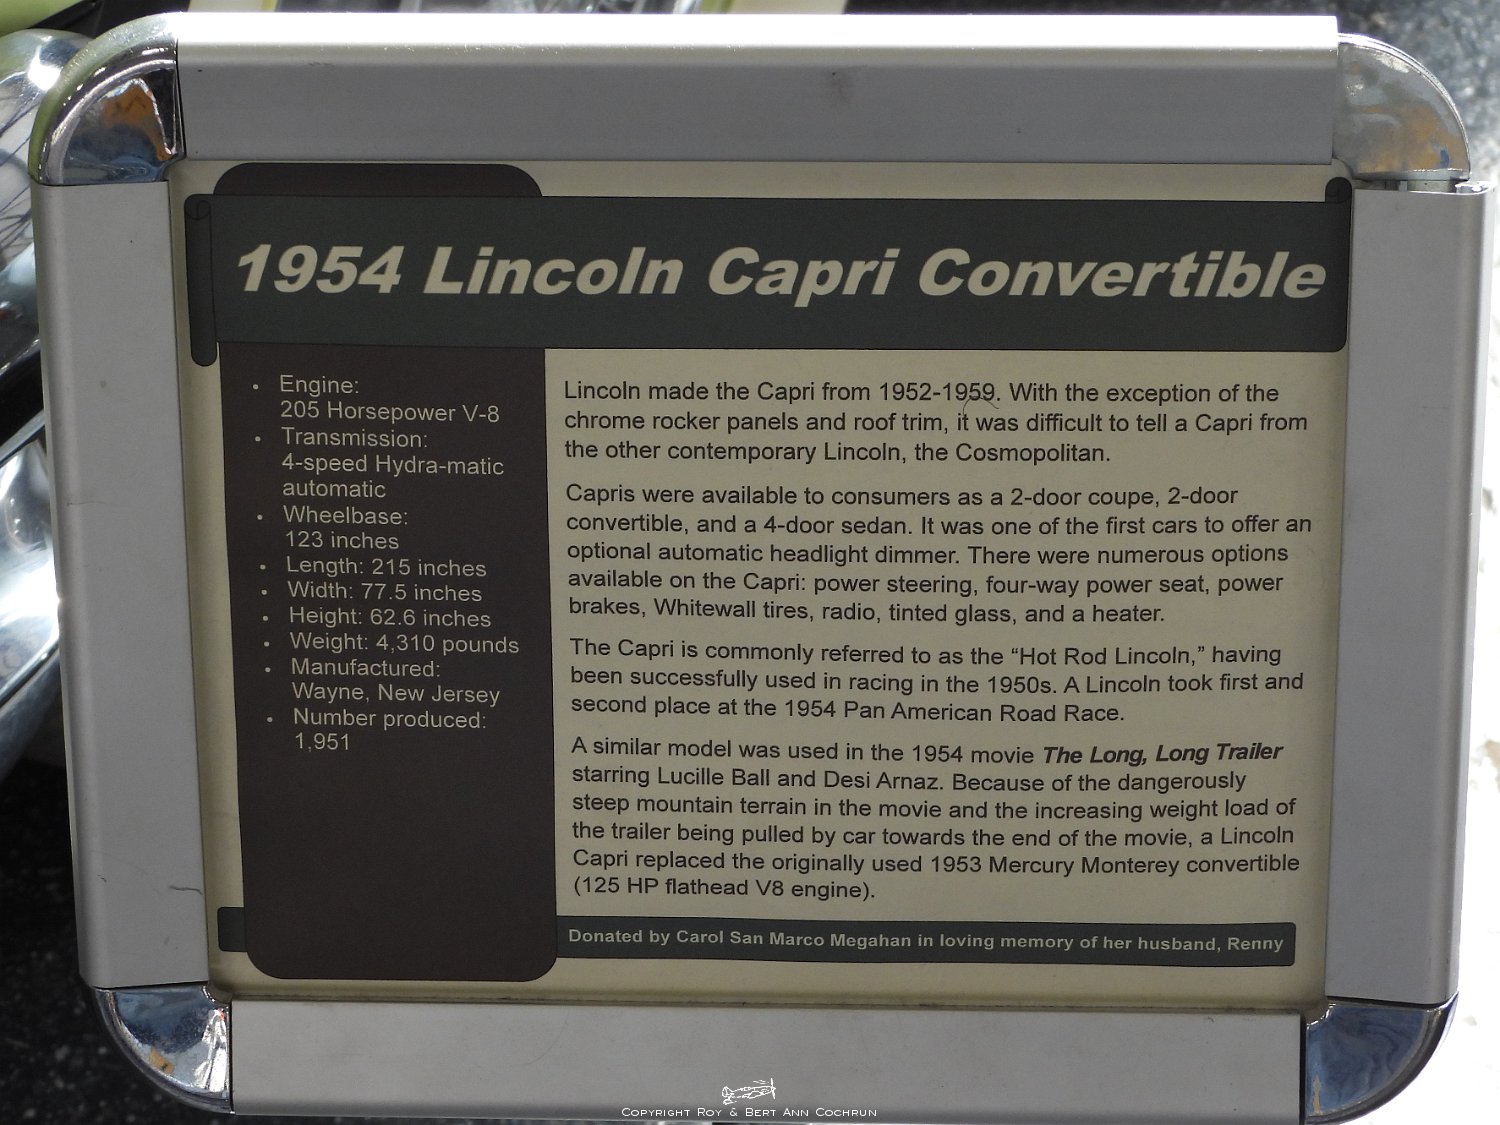 1954 Lincoln Capri Convertible
• Engine:
205 Horsepower V-8
• Transmission:
4-speed Hydra-matic
automatic
• Wheelbase:
123 inches
• Length: 215 inches
• Width: 77.5 inches
• Height: 62.6 inches
• Weight: 4,310 pounds
• Manufactured:
Wayne, New Jersey
• Number produced:
1,951
Lincoln made the Capri from 1952-1959. With the exception of the
chrome rocker panels and roof trim, it was difficult to tell a Capri from
the other contemporary Lincoln, the Cosmopolitan.
Capris were available to consumers as a 2-door coupe, 2-door
convertible, and a 4-door sedan. It was one of the first cars to offer an
optional automatic headlight dimmer. There were numerous options
available on the Capri: power steering, four-way power seat, power
brakes, Whitewall tires, radio, tinted glass, and a heater.
The Capri is commonly referred to as the “Hot Rod Lincoln,” having
been successfully used in racing in the 1950s. A Lincoln took first and
second place at the 1954 Pan American Road Race.
A similar model was used in the 1954 movie The Long, Long Trailer
starring Lucille Ball and Desi Arnaz. Because of the dangerously
steep mountain terrain in the movie and the increasing weight load of
the trailer being pulled by car towards the end of the movie, a Lincoln
Capri replaced the originally used 1953 Mercury Monterey convertible
(125 HP flathead V8 engine).
Donated by Carol San Marco Megahan in loving memory of her husband, Renny
Copyright Roy & Bert Ann Cochrun